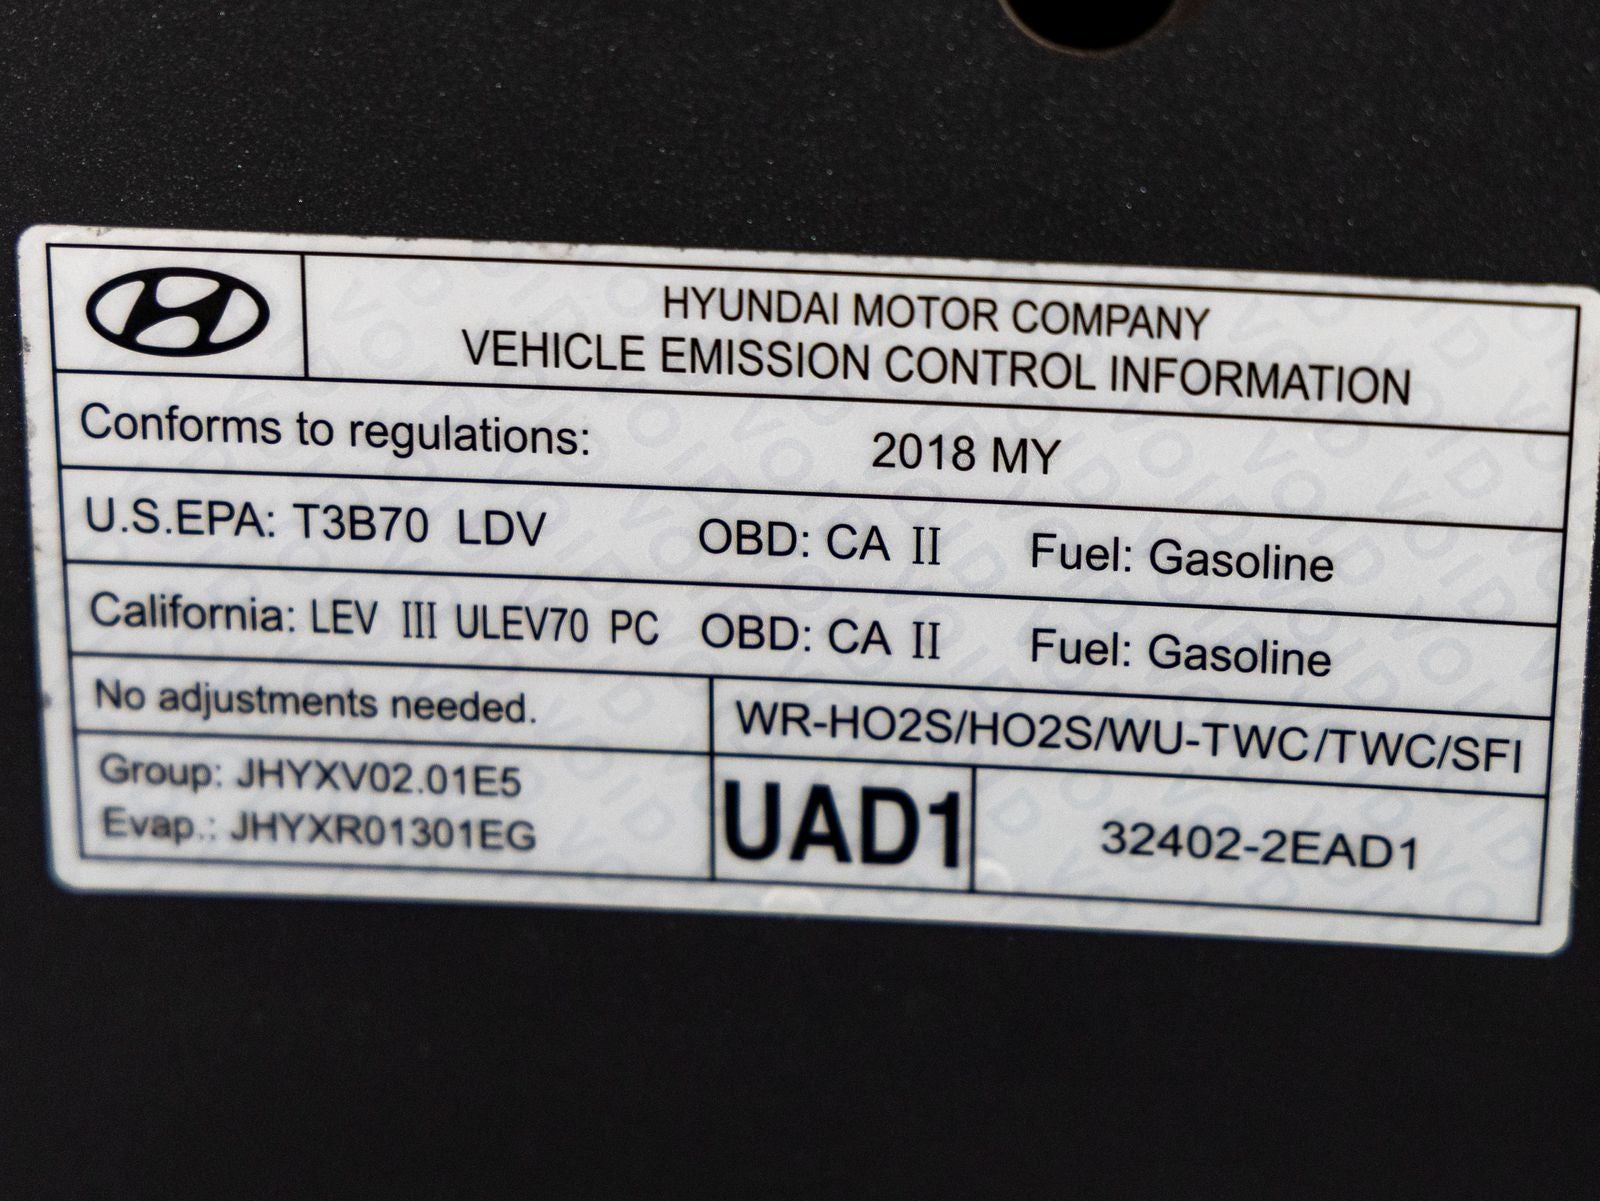 HYUNDAI MOTOR COMPANY
VEHICLE EMISSION CONTROL INFORMATION
Conforms to regulations: 2018 MY
U.S.EPA: T3B70 LDV OBD: CA II Fuel: Gasoline
California: LEV III ULEV70 PC OBD: CA II Fuel: Gasoline
No adjustments needed.
WR-HO2S/HO2S/WU-TWC/TWC/SFI
Group: JHYXV02.01E5
Evap.: JHYXR01301EG
UAD1
32402-2EAD1